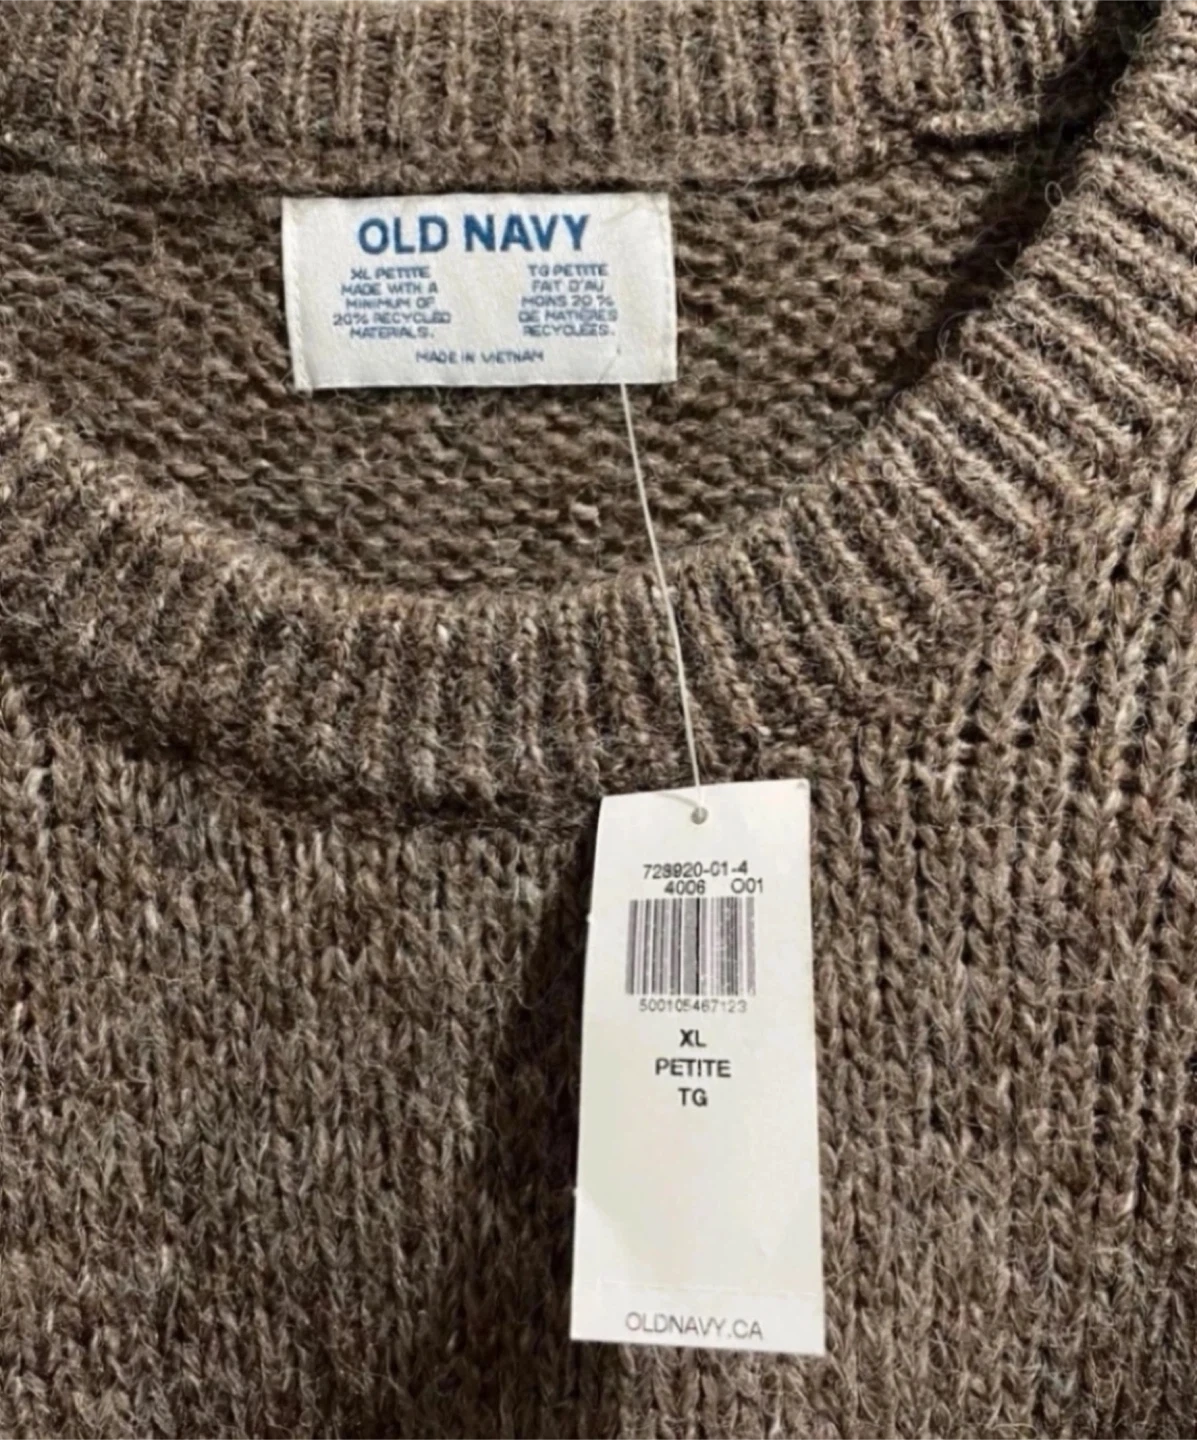 OLD NAVY
XL PETITE
MADE WITH A
MINIMUM OF
20% RECYCLED
MATERIALS.
TG PETITE
FAIT D'AU
MOINS 20 %
DE MATIÈRES
RECYCLÉES.
MADE IN VIETNAM
728920-01-4
4006 001
500105467123
XL
PETITE
TG
OLDNAVY.CA